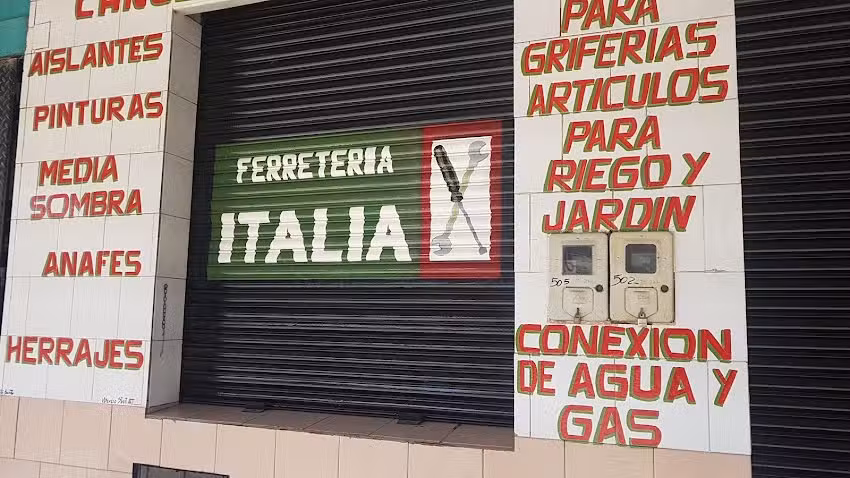 AISLANTES
PINTURAS
MEDIA
SOMBRA
ANAFES
HERRAJES
FERRETERIA
ITALIA
PARA
GRIFERIAS
ARTICULOS
PARA
RIEGO Y
JARDIN
505
502
CONEXION
DE AGUA Y
GAS